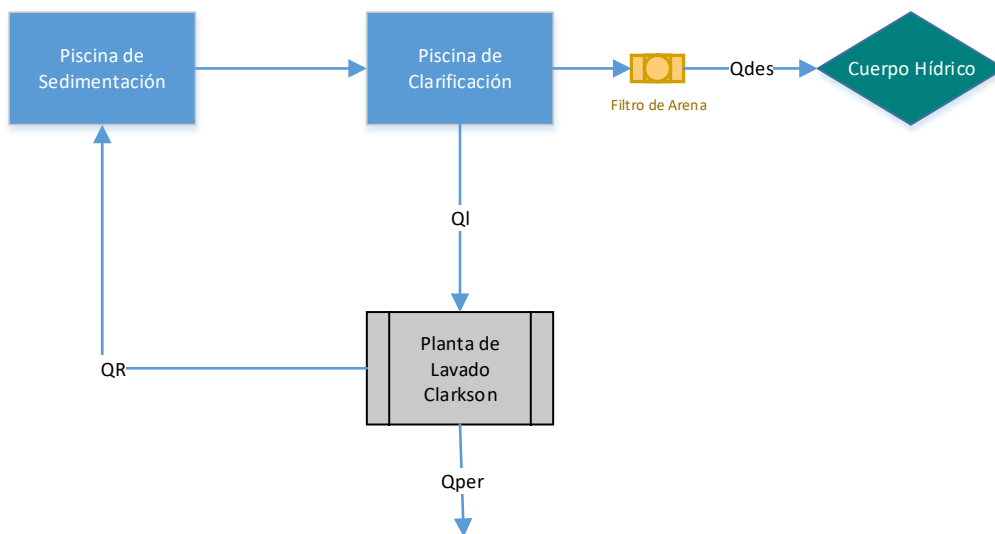 Piscina de
Sedimentación
Piscina de
Clarificación
Qdes
Cuerpo Hídrico
Filtro de Arena
Ql
Planta de
Lavado
Clarkson
QR
Qper